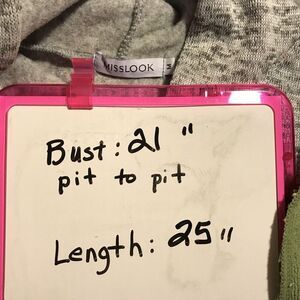 MISSLOOK
M
Bust: 21 "
pit to pit
Length: 25 "